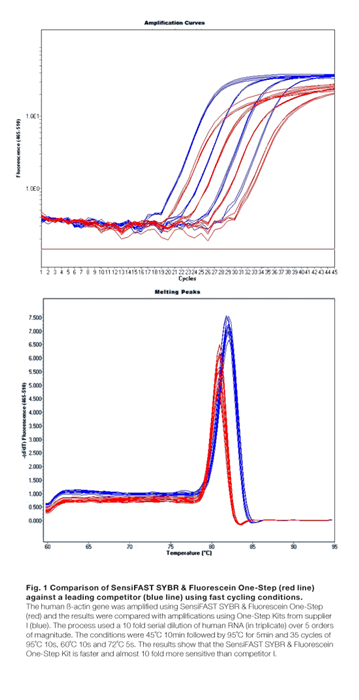 Amplification Curves
Fluorescence (465-510)
1.0E1
1.0E0
1 2 3 4 5 6 7 8 9 10 11 12 13 14 15 16 17 18 19 20 21 22 23 24 25 26 27 28 29 30 31 32 33 34 35 36 37 38 39 40 41 42 43 44 45
Cycles
Melting Peaks
-(d/dT) Fluorescence (465-510)
7.500
7.000
6.500
6.000
5.500
5.000
4.500
4.000
3.500
3.000
2.500
2.000
1.500
1.000
0.500
0.000
60 65 70 75 80 85 90 95
Temperature (°C)
Fig. 1 Comparison of SensiFAST SYBR & Fluorescein One-Step (red line)
against a leading competitor (blue line) using fast cycling conditions.
The human ß-actin gene was amplified using SensiFAST SYBR & Fluorescein One-Step
(red) and the results were compared with amplifications using One-Step Kits from supplier
I (blue). The process used a 10 fold serial dilution of human RNA (in triplicate) over 5 orders
of magnitude. The conditions were 45°C 10min followed by 95°C for 5min and 35 cycles of
95°C 10s, 60°C 10s and 72°C 5s. The results show that the SensiFAST SYBR & Fluorescein
One-Step Kit is faster and almost 10 fold more sensitive than competitor I.